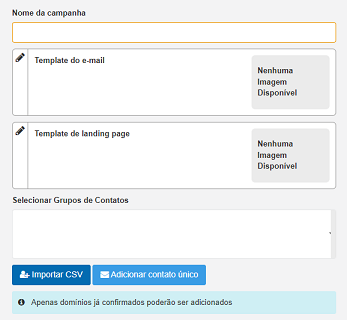 Nome da campanha
Template do e-mail
Nenhuma
Imagem
Disponível
Template de landing page
Nenhuma
Imagem
Disponível
Selecionar Grupos de Contatos
Importar CSV
Adicionar contato único
Apenas domínios já confirmados poderão ser adicionados